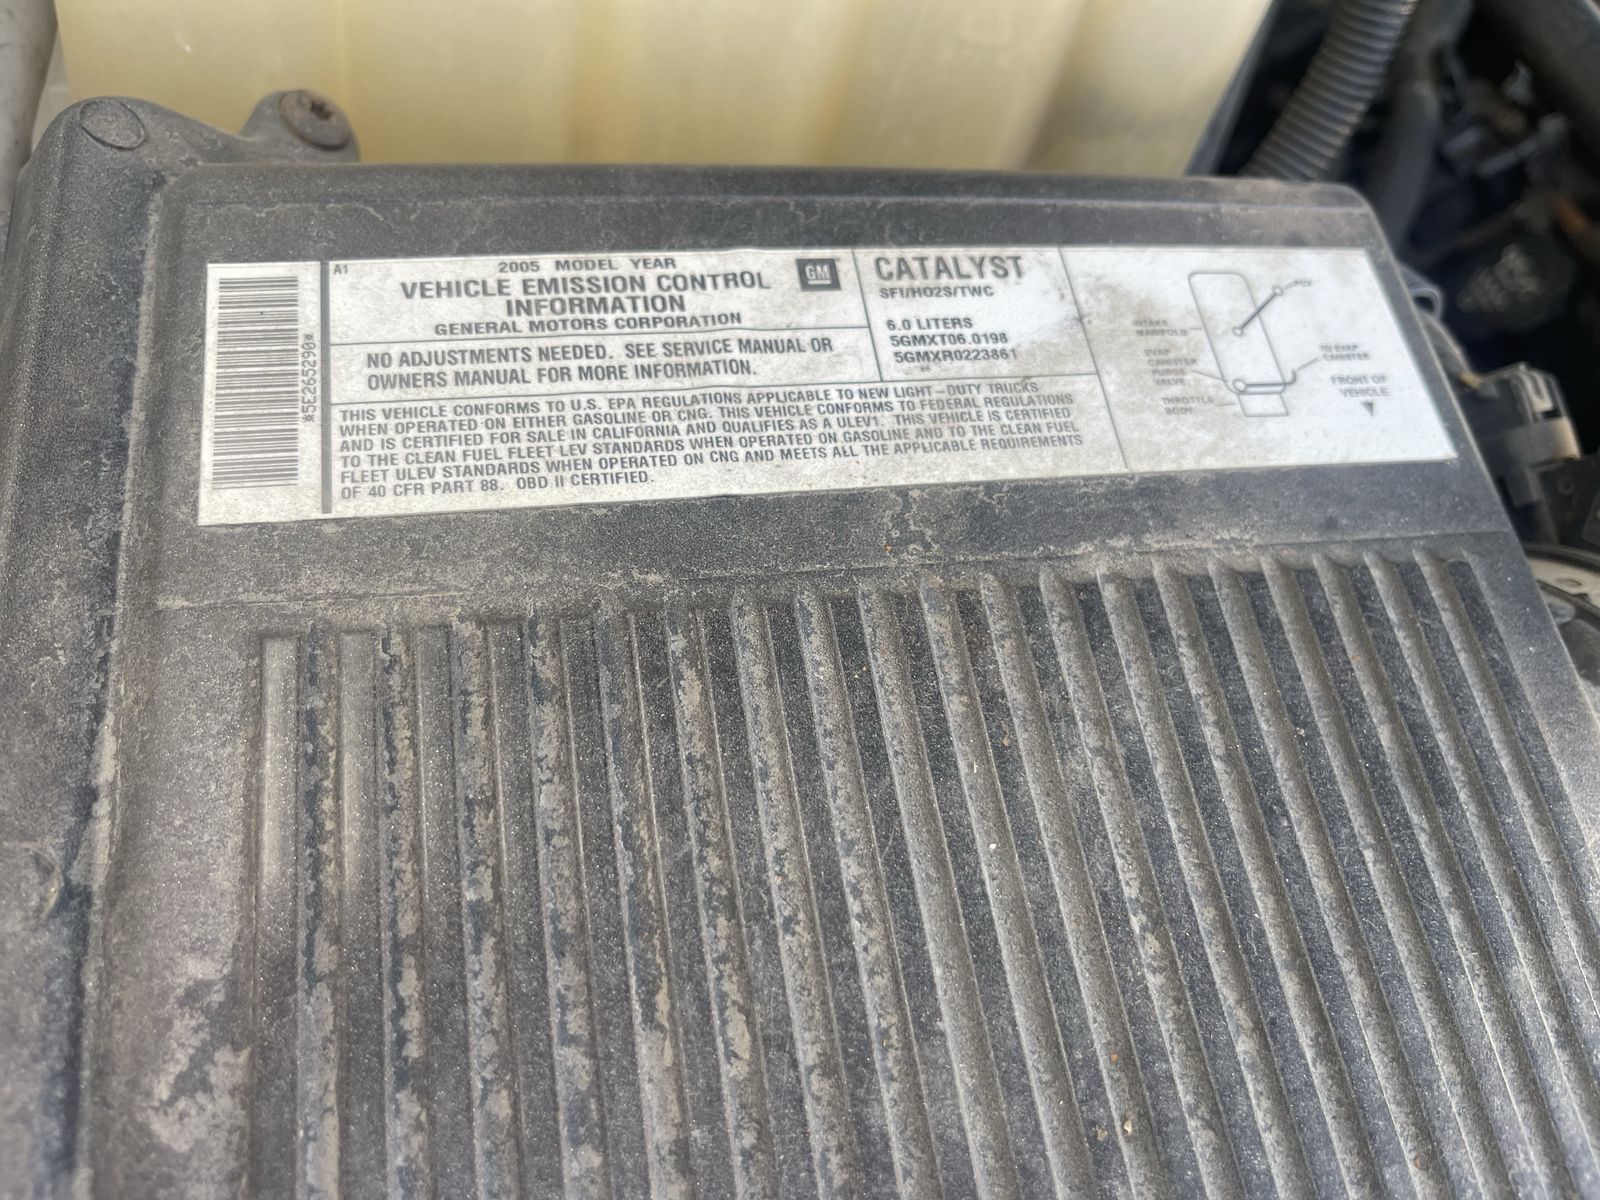 *5E265290*
A1
2005 MODEL YEAR
VEHICLE EMISSION CONTROL
INFORMATION
GENERAL MOTORS CORPORATION
GM
NO ADJUSTMENTS NEEDED. SEE SERVICE MANUAL OR
OWNERS MANUAL FOR MORE INFORMATION.
CATALYST
SFI/HO2S/TWC
6.0 LITERS
5GMXT06.0198
5GMXR0223861
THIS VEHICLE CONFORMS TO U.S. EPA REGULATIONS APPLICABLE TO NEW LIGHT-DUTY TRUCKS
WHEN OPERATED ON EITHER GASOLINE OR CNG. THIS VEHICLE CONFORMS TO FEDERAL REGULATIONS
AND IS CERTIFIED FOR SALE IN CALIFORNIA AND QUALIFIES AS A ULEV1. THIS VEHICLE IS CERTIFIED
TO THE CLEAN FUEL FLEET LEV STANDARDS WHEN OPERATED ON GASOLINE AND TO THE CLEAN FUEL
FLEET ULEV STANDARDS WHEN OPERATED ON CNG AND MEETS ALL THE APPLICABLE REQUIREMENTS
OF 40 CFR PART 88. OBD II CERTIFIED.
PCV
INTAKE
MANIFOLD
EVAP
CANISTER
PURGE
VALVE
THROTTLE
BODY
TO EVAP
CANISTER
FRONT OF
VEHICLE